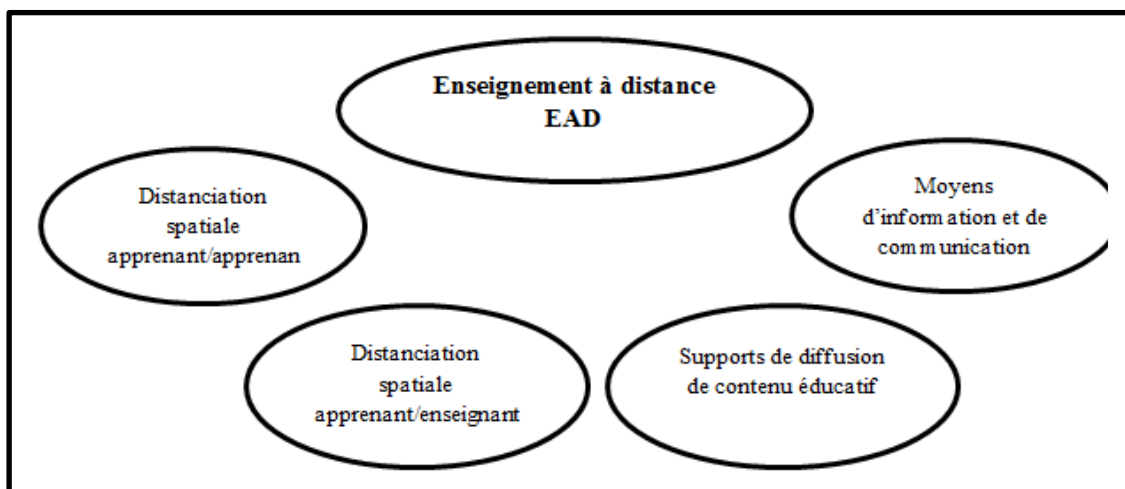 Enseignement à distance
EAD
Distanciation
spatiale
apprenant/apprenan
Moyens
d'information et de
communication
Distanciation
spatiale
apprenant/enseignant
Supports de diffusion
de contenu éducatif